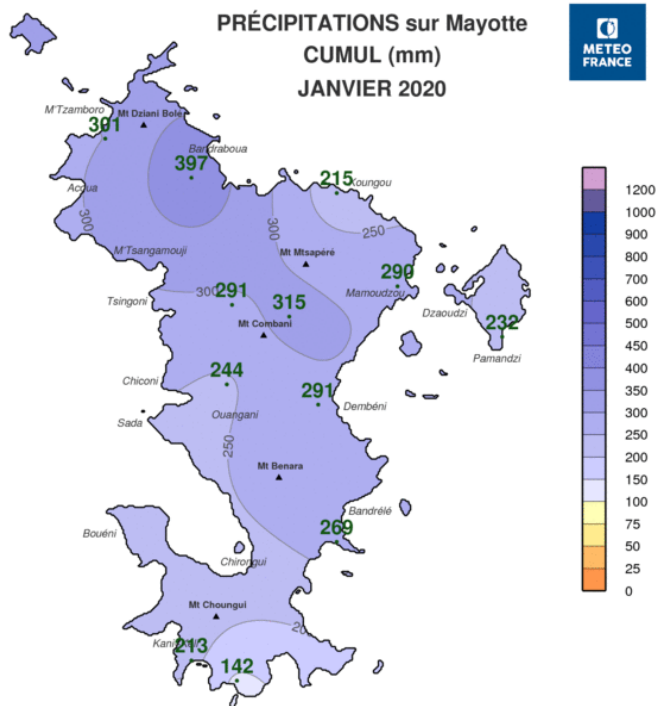 PRÉCIPITATIONS sur Mayotte
CUMUL (mm)
JANVIER 2020
METEO
FRANCE
M'Tzamboro
Mt Dziani Bole
301
Bandraboua
397
215
Koungou
Acoua
300
300
250
M'Tsangamouji
Mt Mtsapéré
290
Mamoudzou
Tsingoni
300
291
315
Mt Combani
Dzaoudzi
232
Pamandzi
Chiconi
244
291
Ouangani
Dembéni
Sada
250
Mt Benara
269
Bandrélé
Bouéni
Chirongui
Mt Choungui
213
142
1200
1000
900
800
700
600
500
450
400
350
300
250
200
150
100
75
50
25
0